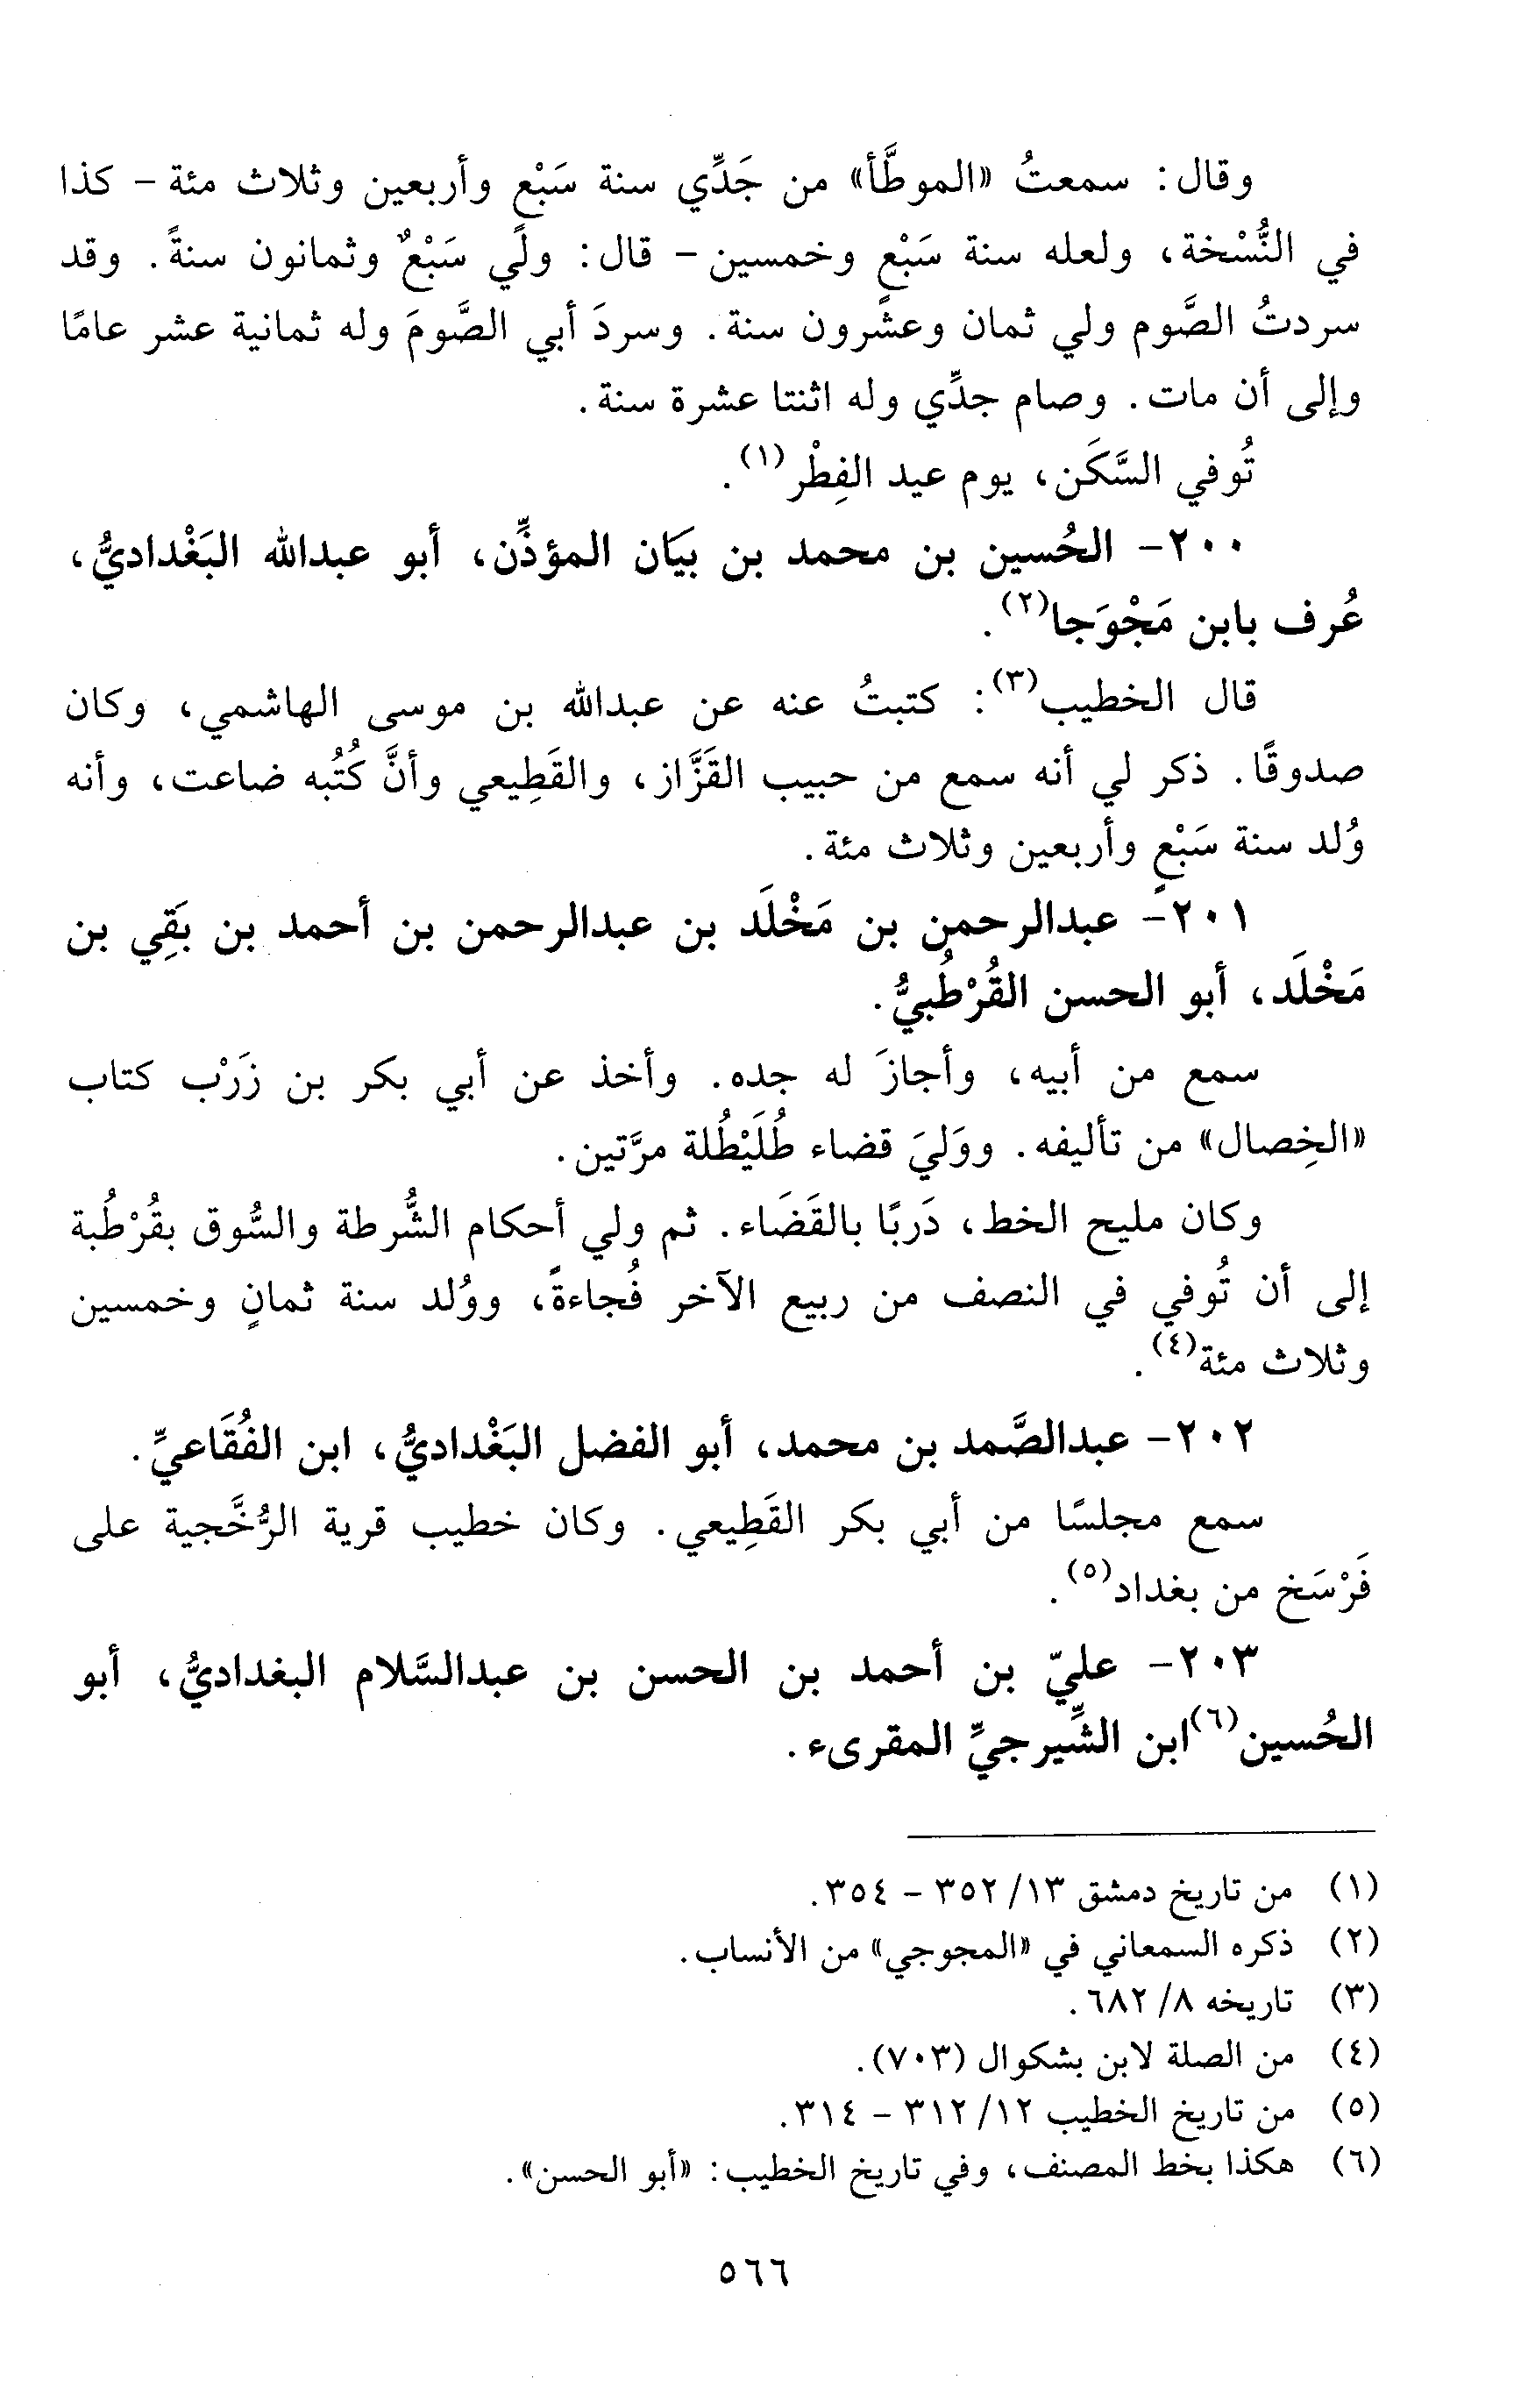 وقال: سمعتُ «الموطَّأ» من جَدِّي سنة سَبْعٍ وأربعين وثلاث مئة - كذا
في النُّسْخة، ولعله سنة سَبْعٍ وخمسين - قال: ولي سَبْعٌ وثمانون سنةً. وقد
سردتُ الصَّوم ولي ثمان وعشرون سنة. وسردَ أبي الصَّومَ وله ثمانية عشر عامًا
وإلى أن مات. وصام جدِّي وله اثنتا عشرة سنة.
تُوفي السَّكَن، يوم عيد الفِطْر(١).
٢٠٠- الحُسين بن محمد بن بيَان المؤذِّن، أبو عبدالله البَغْداديُّ،
عُرف بابن مَجْوَجا(٢).
قال الخطيب(٣): كتبتُ عنه عن عبدالله بن موسى الهاشمي، وكان
صدوقًا. ذكر لي أنه سمع من حبيب القَزَّاز، والقَطِيعي وأنَّ كُتُبه ضاعت، وأنه
وُلد سنة سَبْعٍ وأربعين وثلاث مئة.
٢٠١- عبدالرحمن بن مَخْلَد بن عبدالرحمن بن أحمد بن بَقِي بن
مَخْلَد، أبو الحسن القُرْطُبيُّ.
سمع من أبيه، وأجازَ له جده. وأخذ عن أبي بكر بن زَرْب كتاب
«الخِصال» من تأليفه. ووَليَ قضاء طُلَيْطُلة مرَّتين.
وكان مليح الخط، دَربًا بالقَضَاء. ثم ولي أحكام الشُّرطة والسُّوق بقُرْطُبة
إلى أن تُوفي في النصف من ربيع الآخر فُجاءةً، ووُلد سنة ثمانٍ وخمسين
وثلاث مئة(٤).
٢٠٢- عبدالصَّمد بن محمد، أبو الفضل البَغْداديُّ، ابن الفُقَاعيِّ.
سمع مجلسًا من أبي بكر القَطِيعي. وكان خطيب قرية الرُّخَّجية على
فَرْسَخ من بغداد(٥).
٢٠٣- عليّ بن أحمد بن الحسن بن عبدالسَّلام البغداديُّ، أبو
الحُسين(٦) ابن الشِّيرجيِّ المقرىء.
(١) من تاريخ دمشق ١٣/ ٣٥٢ - ٣٥٤.
(٢) ذكره السمعاني في «المجوجي» من الأنساب.
(٣) تاريخه ٨/ ٦٨٢.
(٤) من الصلة لابن بشكوال (٧٠٣).
(٥) من تاريخ الخطيب ١٢/ ٣١٢ - ٣١٤.
(٦) هكذا بخط المصنف، وفي تاريخ الخطيب: «أبو الحسن».
٥٦٦